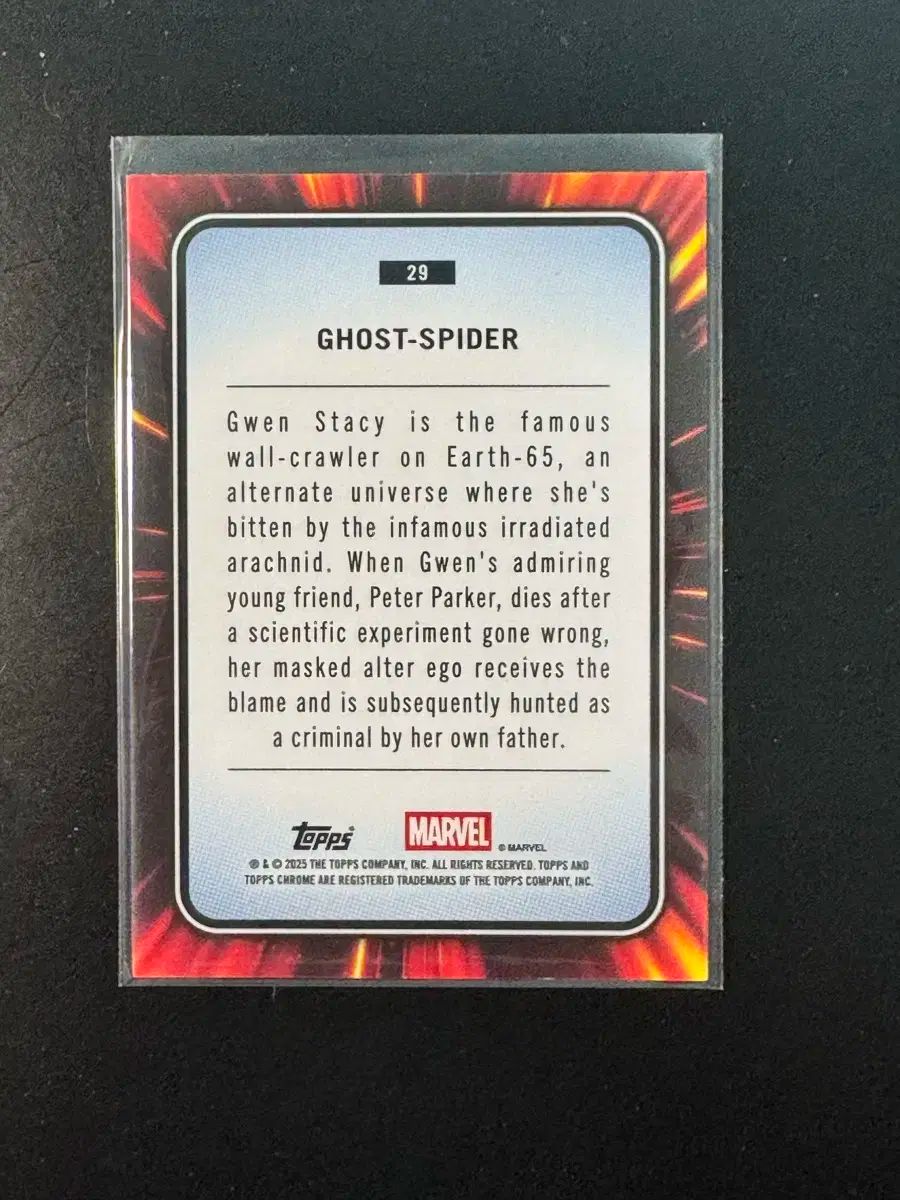 29
GHOST-SPIDER
Gwen Stacy is the famous
wall-crawler on Earth-65, an
alternate universe where she's
bitten by the infamous irradiated
arachnid. When Gwen's admiring
young friend, Peter Parker, dies after
a scientific experiment gone wrong,
her masked alter ego receives the
blame and is subsequently hunted as
a criminal by her own father.
topps® MARVEL © MARVEL
® & © 2025 THE TOPPS COMPANY, INC. ALL RIGHTS RESERVED. TOPPS AND
TOPPS CHROME ARE REGISTERED TRADEMARKS OF THE TOPPS COMPANY, INC.